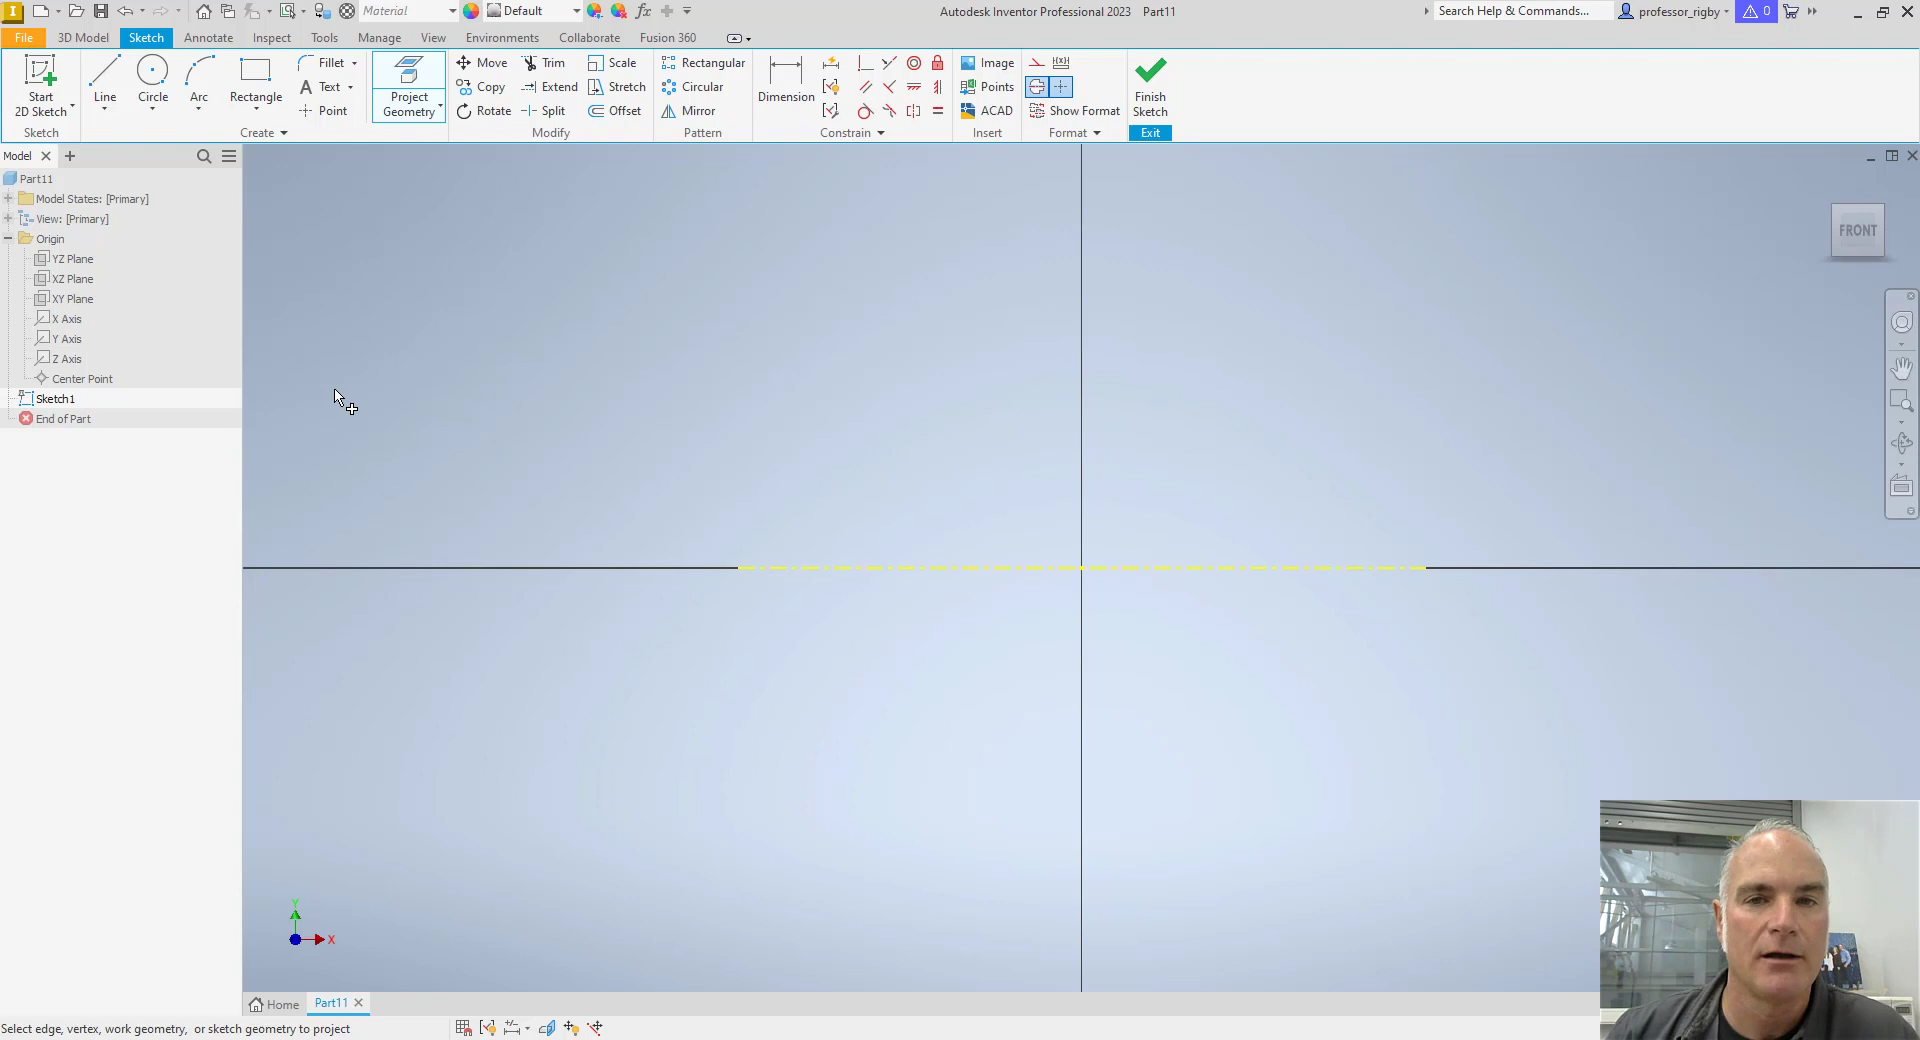 Material
Default
Autodesk Inventor Professional 2023 Part11
Search Help & Commands...
professor_rigby
0
File 3D Model Sketch Annotate Inspect Tools Manage View Environments Collaborate Fusion 360
Start
2D Sketch
Line
Circle
Arc
Rectangle
Fillet
Text
Point
Project
Geometry
Move
Copy
Rotate
Trim
Extend
Split
Scale
Stretch
Offset
Rectangular
Circular
Mirror
Dimension
Image
Points
ACAD
Show Format
Finish
Sketch
Sketch Create Modify Pattern Constrain Insert Format Exit
Model
Part11
Model States: [Primary]
View: [Primary]
Origin
YZ Plane
XZ Plane
XY Plane
X Axis
Y Axis
Z Axis
Center Point
Sketch1
End of Part
FRONT
Y
X
Home Part11
Select edge, vertex, work geometry, or sketch geometry to project